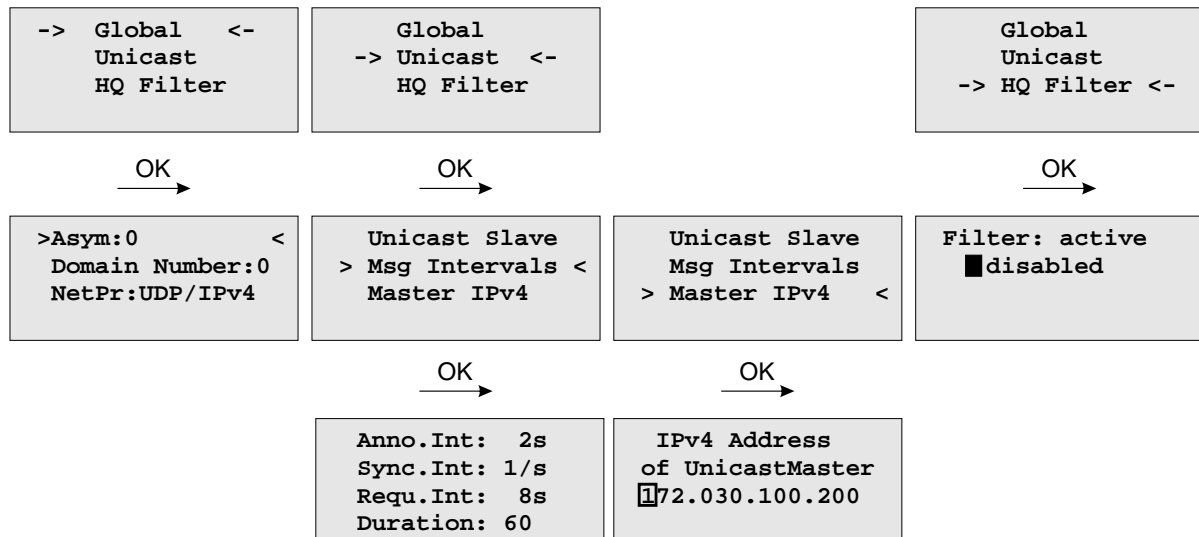 -> Global <-
Unicast
HQ Filter
Global
-> Unicast <-
HQ Filter
Global
Unicast
-> HQ Filter <-
OK
OK
OK
>Asym:0 <
Domain Number:0
NetPr:UDP/IPv4
Unicast Slave
> Msg Intervals <
Master IPv4
Unicast Slave
Msg Intervals
> Master IPv4 <
Filter: active
disabled
OK
OK
Anno.Int: 2s
Sync.Int: 1/s
Requ.Int: 8s
Duration: 60
IPv4 Address
of UnicastMaster
172.030.100.200